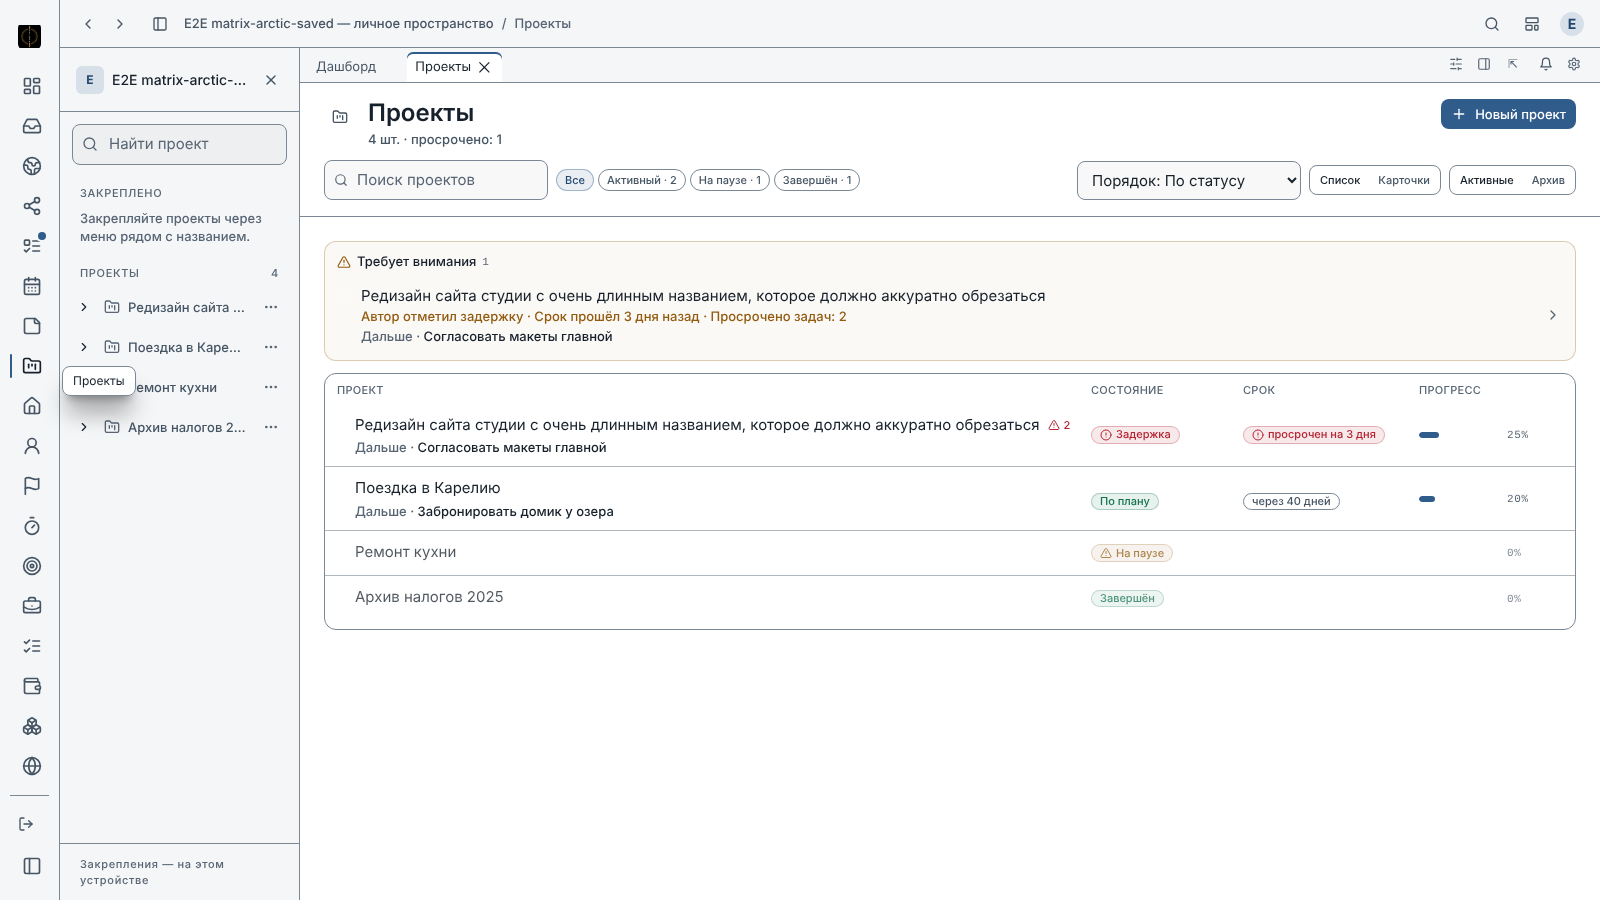 E2E matrix-arctic-saved — личное пространство / Проекты
E
E E2E matrix-arctic-...
Найти проект
ЗАКРЕПЛЕНО
Закрепляйте проекты через
меню рядом с названием.
ПРОЕКТЫ 4
Редизайн сайта ...
Поездка в Каре...
емонт кухни
Архив налогов 2...
Проекты
Закрепления — на этом
устройстве
Дашборд Проекты
Проекты
4 шт. · просрочено: 1
Новый проект
Поиск проектов Все Активный · 2 На паузе · 1 Завершён · 1 Порядок: По статусу Список Карточки Активные Архив
Требует внимания 1
Редизайн сайта студии с очень длинным названием, которое должно аккуратно обрезаться
Автор отметил задержку · Срок прошёл 3 дня назад · Просрочено задач: 2
Дальше · Согласовать макеты главной
ПРОЕКТ СОСТОЯНИЕ СРОК ПРОГРЕСС
Редизайн сайта студии с очень длинным названием, которое должно аккуратно обрезаться 2
Дальше · Согласовать макеты главной
Задержка просрочен на 3 дня 25%
Поездка в Карелию
Дальше · Забронировать домик у озера
По плану через 40 дней 20%
Ремонт кухни На паузе 0%
Архив налогов 2025 Завершён 0%